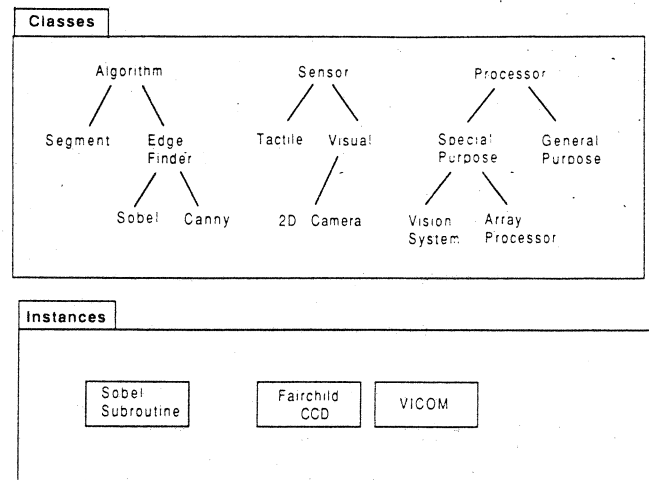 Classes
Algorithm
Sensor
Processor
Segment
Edge
Finder
Tactile
Visual
Special
Purpose
General
Purpose
Sobel
Canny
2D Camera
Vision
System
Array
Processor
Instances
Sobel
Subroutine
Fairchild
CCD
VICOM